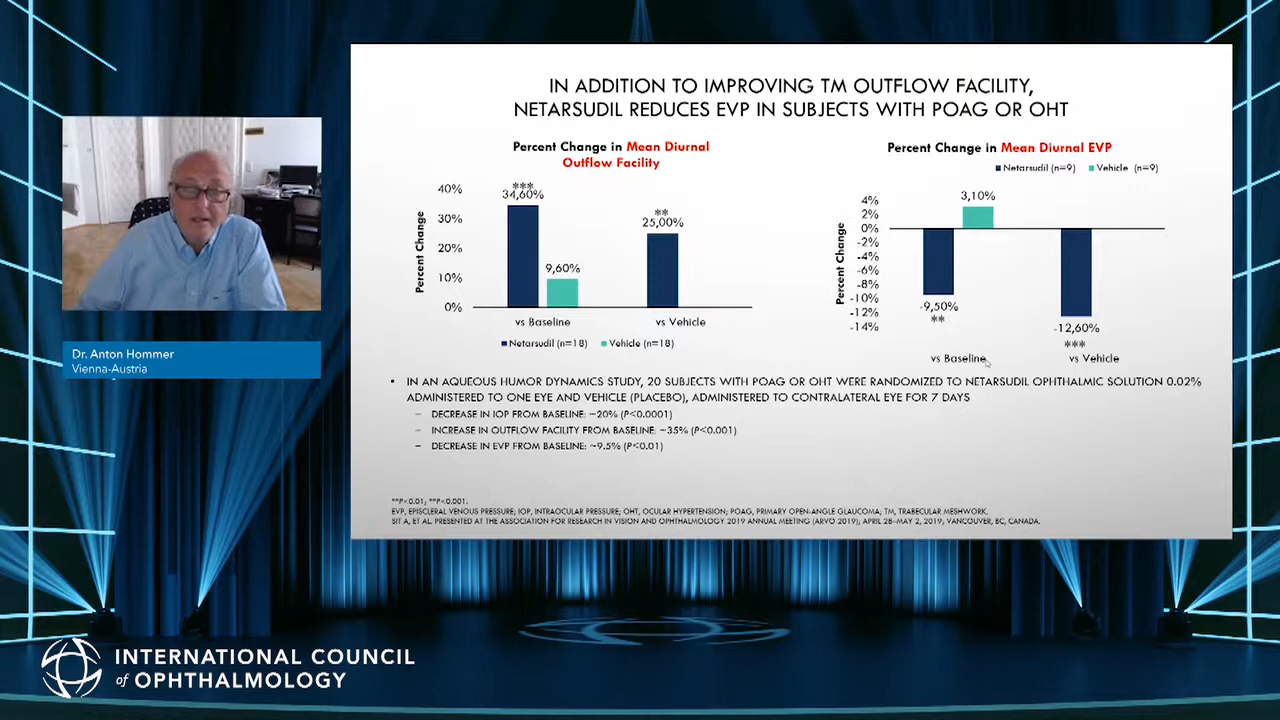 IN ADDITION TO IMPROVING TM OUTFLOW FACILITY,
NETARSUDIL REDUCES EVP IN SUBJECTS WITH POAG OR OHT
Percent Change in Mean Diurnal
Outflow Facility
Percent Change
40%
30%
20%
10%
0%
***
34,60%
9,60%
**
25,00%
vs Baseline
vs Vehicle
Netarsudil (n=18)
Vehicle (n=18)
Percent Change in Mean Diurnal EVP
Netarsudil (n=9)
Vehicle (n=9)
Percent Change
4%
2%
0%
-2%
-4%
-6%
-8%
-10%
-12%
-14%
3,10%
-9,50%
**
-12,60%
***
vs Baseline
vs Vehicle
• IN AN AQUEOUS HUMOR DYNAMICS STUDY, 20 SUBJECTS WITH POAG OR OHT WERE RANDOMIZED TO NETARSUDIL OPHTHALMIC SOLUTION 0.02%
ADMINISTERED TO ONE EYE AND VEHICLE (PLACEBO), ADMINISTERED TO CONTRALATERAL EYE FOR 7 DAYS
– DECREASE IN IOP FROM BASELINE: ~20% (P<0.0001)
– INCREASE IN OUTFLOW FACILITY FROM BASELINE: ~35% (P<0.001)
– DECREASE IN EVP FROM BASELINE: ~9.5% (P<0.01)
**P<0.01; **P<0.001.
EVP, EPISCLERAL VENOUS PRESSURE; IOP, INTRAOCULAR PRESSURE; OHT, OCULAR HYPERTENSION; POAG, PRIMARY OPEN-ANGLE GLAUCOMA; TM, TRABECULAR MESHWORK.
SIT A, ET AL. PRESENTED AT THE ASSOCIATION FOR RESEARCH IN VISION AND OPHTHALMOLOGY 2019 ANNUAL MEETING (ARVO 2019), APRIL 28–MAY 2, 2019, VANCOUVER, BC, CANADA.
Dr. Anton Hommer
Vienna-Austria
INTERNATIONAL COUNCIL
of OPHTHALMOLOGY